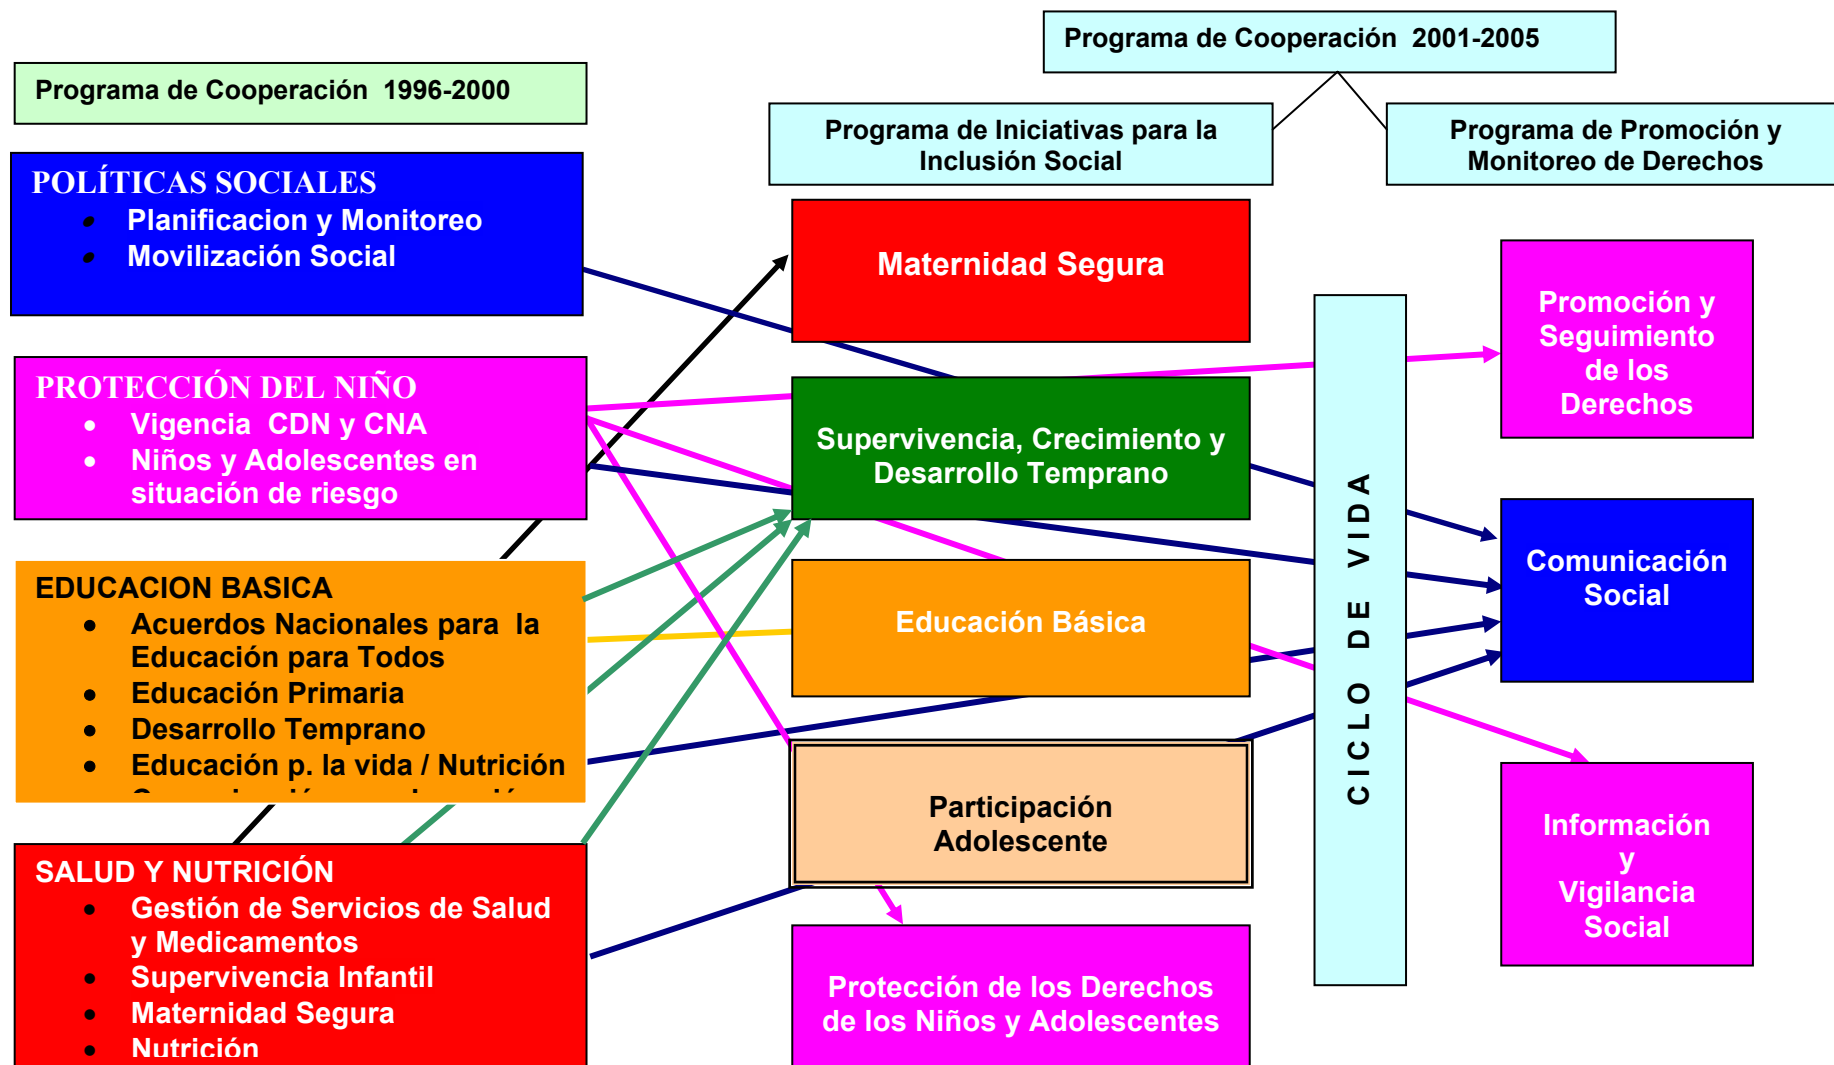 Programa de Cooperación 1996-2000
POLÍTICAS SOCIALES
Planificacion y Monitoreo
Movilización Social
PROTECCIÓN DEL NIÑO
Vigencia CDN y CNA
Niños y Adolescentes en
situación de riesgo
EDUCACION BASICA
Acuerdos Nacionales para la
Educación para Todos
Educación Primaria
Desarrollo Temprano
Educación p. la vida / Nutrición
SALUD Y NUTRICIÓN
Gestión de Servicios de Salud
y Medicamentos
Supervivencia Infantil
Maternidad Segura
Nutrición
Programa de Cooperación 2001-2005
Programa de Iniciativas para la
Inclusión Social
Maternidad Segura
Supervivencia, Crecimiento y
Desarrollo Temprano
Educación Básica
Participación
Adolescente
Protección de los Derechos
de los Niños y Adolescentes
CICLO DE VIDA
Programa de Promoción y
Monitoreo de Derechos
Promoción y
Seguimiento
de los
Derechos
Comunicación
Social
Información
y
Vigilancia
Social